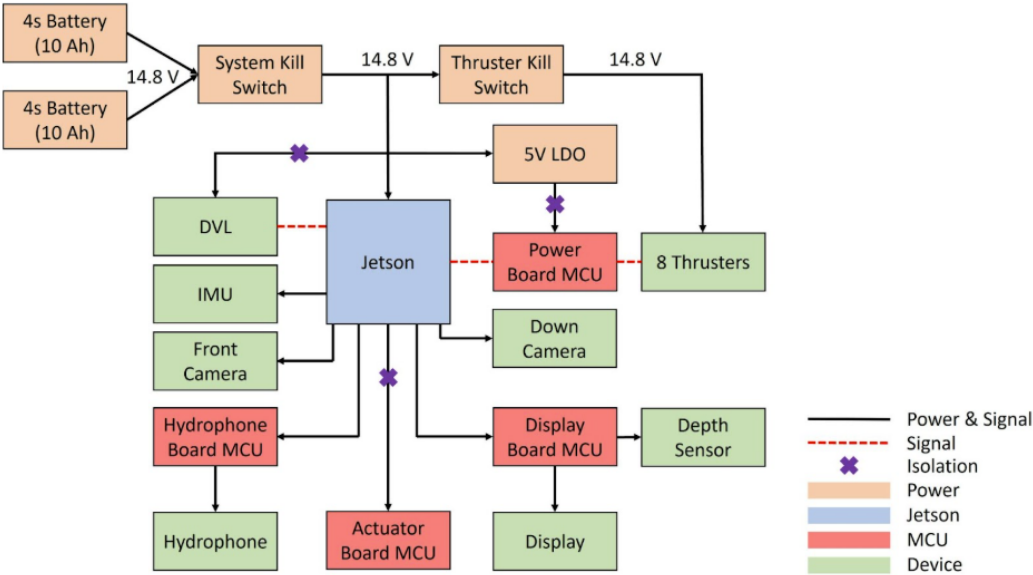 4s Battery
(10 Ah)
14.8 V
4s Battery
(10 Ah)
System Kill
Switch
14.8 V
Thruster Kill
Switch
14.8 V
5V LDO
DVL
Jetson
Power
Board MCU
8 Thrusters
IMU
Front
Camera
Down
Camera
Hydrophone
Board MCU
Display
Board MCU
Depth
Sensor
Hydrophone
Actuator
Board MCU
Display
Power & Signal
Signal
Isolation
Power
Jetson
MCU
Device